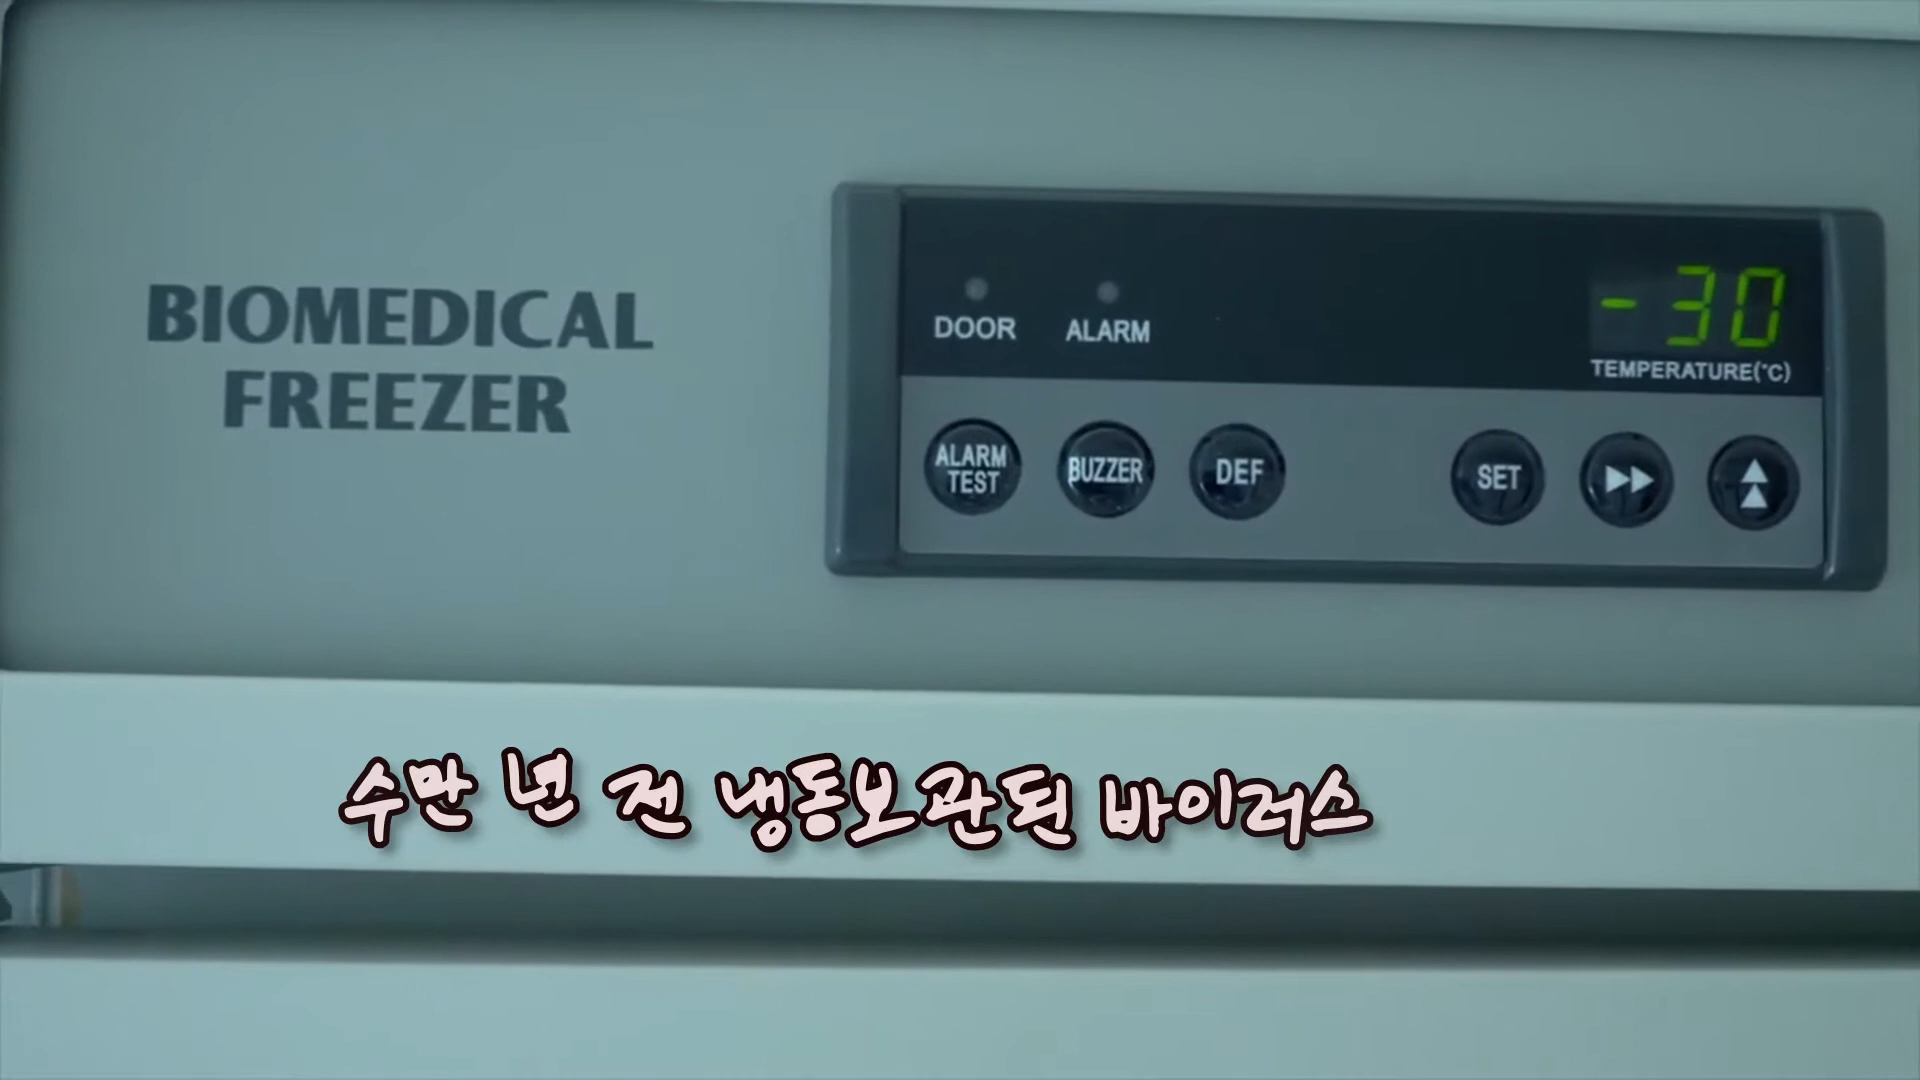 BIOMEDICAL
FREEZER
-30
DOOR
ALARM
TEMPERATURE(°C)
ALARM
TEST
BUZZER
DEF
SET
수만 년 전 냉동보관된 바이러스